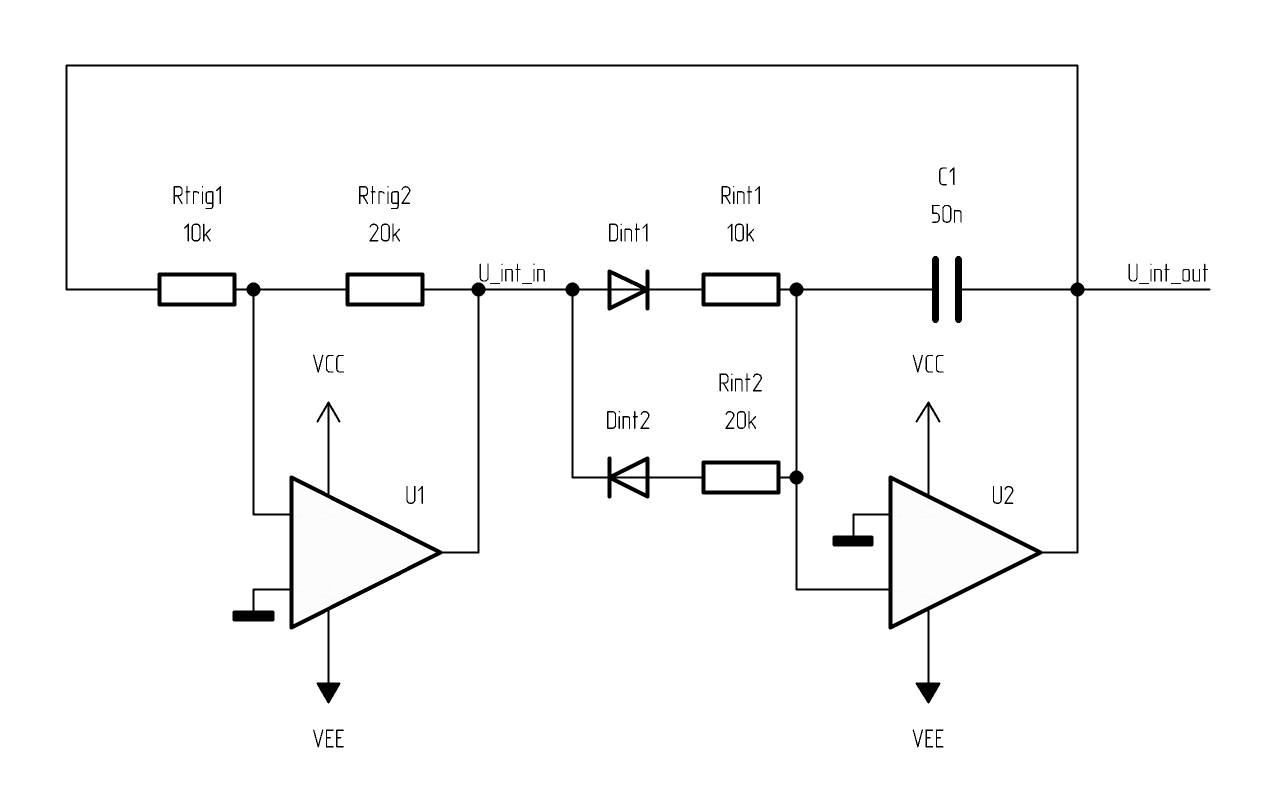 C1
50n
Rtrig1
10k
Rtrig2
20k
Rint1
10k
Dint1
U_int_in
U_int_out
VCC
VCC
Rint2
20k
Dint2
U1
U2
VEE
VEE